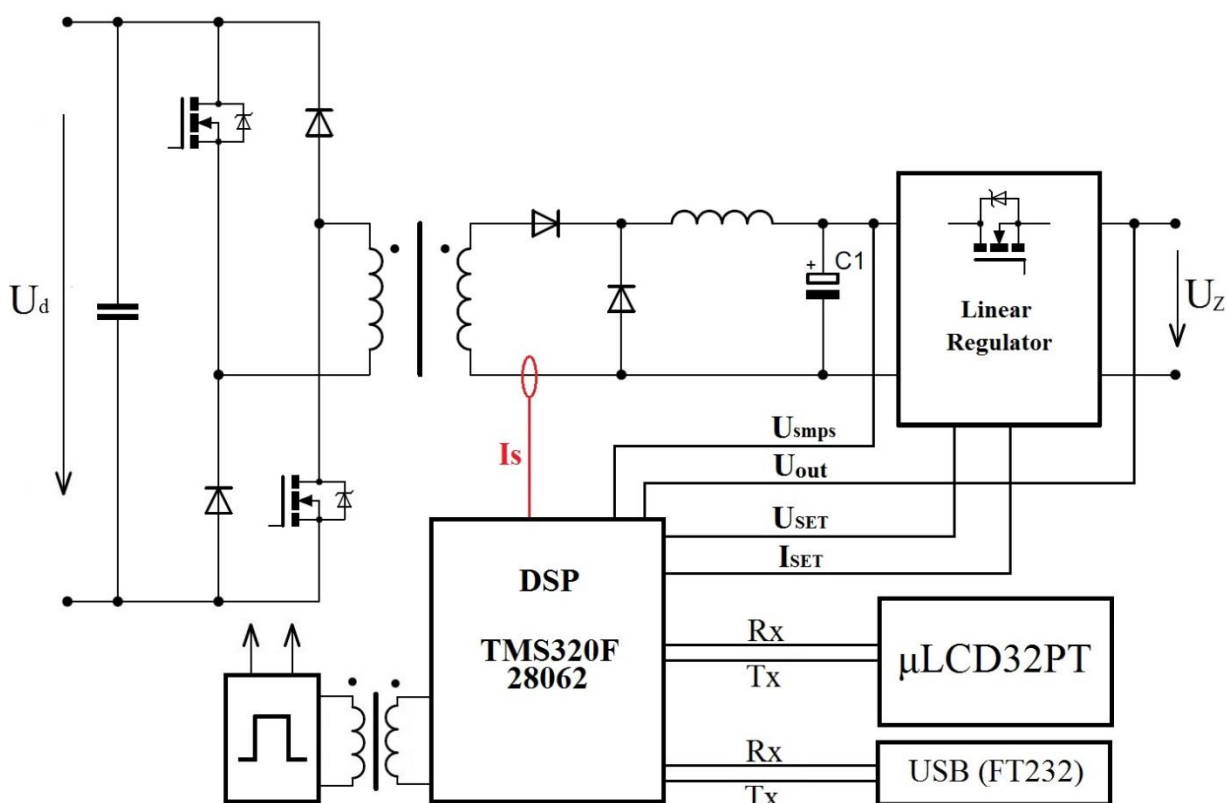 Ud
+
C1
Linear
Regulator
UZ
Usmps
Uout
Is
USET
ISET
DSP
TMS320F
28062
Rx
Tx
μLCD32PT
Rx
Tx
USB (FT232)